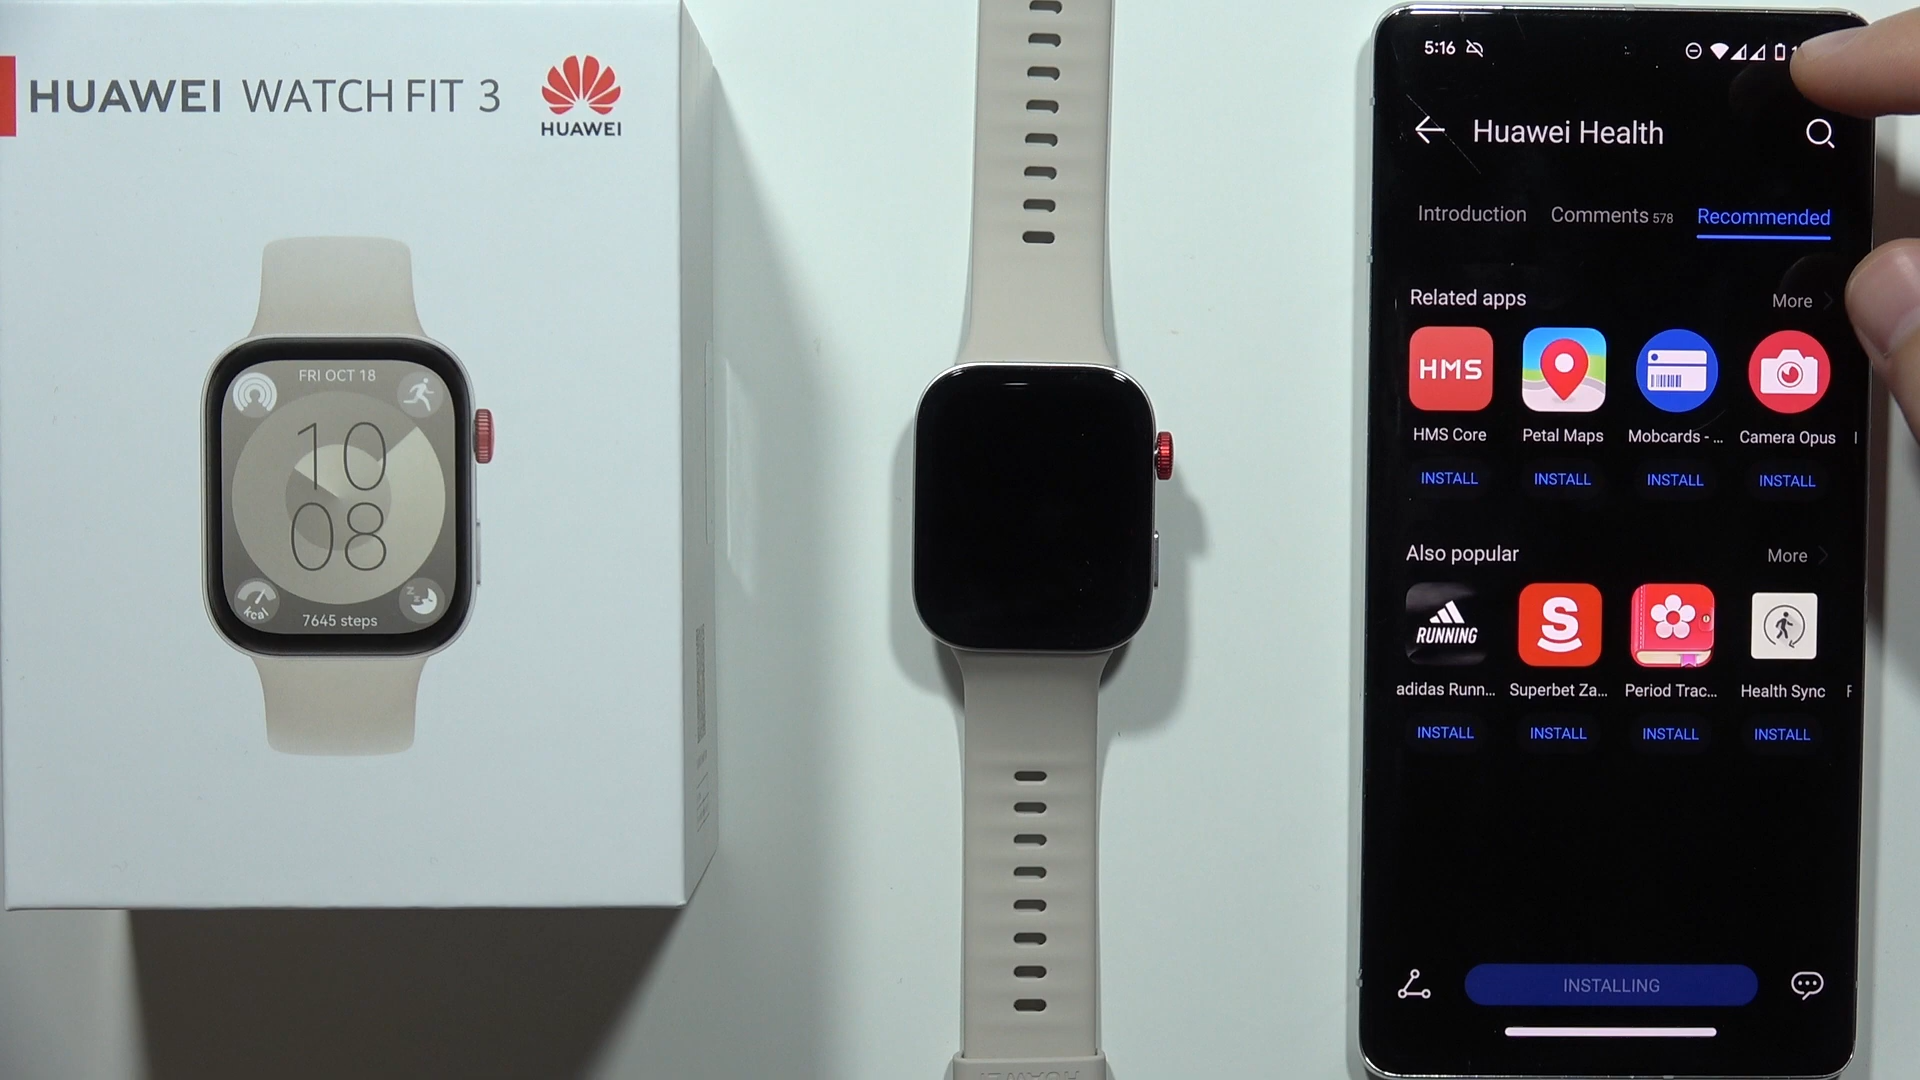 HUAWEI WATCH FIT 3
HUAWEI
FRI OCT 18
10
08
kcal
7645 steps
5:16
Huawei Health
Introduction Comments 578 Recommended
Related apps More
HMS
HMS Core Petal Maps Mobcards - ... Camera Opus
INSTALL INSTALL INSTALL INSTALL
Also popular More
RUNNING S
adidas Runn... Superbet Za... Period Trac... Health Sync
INSTALL INSTALL INSTALL INSTALL
INSTALLING